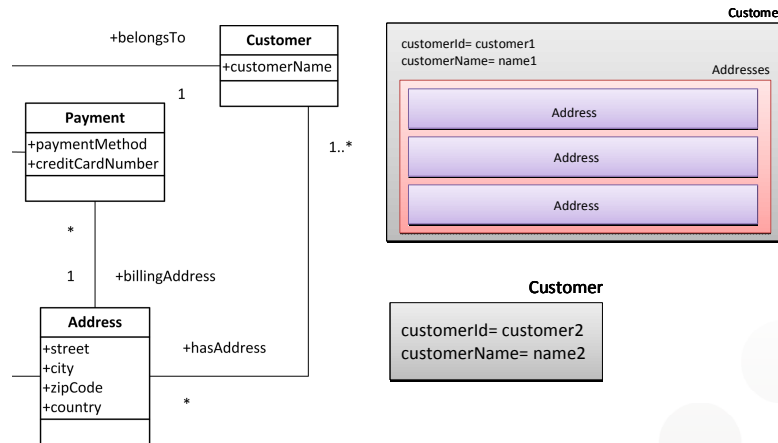 +belongsTo
Customer
+customerName
1
Payment
+paymentMethod
+creditCardNumber
1..*
*
1
+billingAddress
Address
+street
+city
+zipCode
+country
+hasAddress
*
Custome
customerId= customer1
customerName= name1
Addresses
Address
Address
Address
Customer
customerId= customer2
customerName= name2